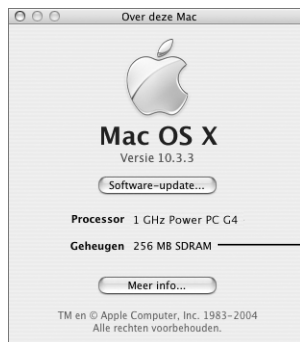 Over deze Mac
Mac OS X
Versie 10.3.3
Software-update...
Processor 1 GHz Power PC G4
Geheugen 256 MB SDRAM
Meer info...
TM en © Apple Computer, Inc. 1983-2004
Alle rechten voorbehouden.